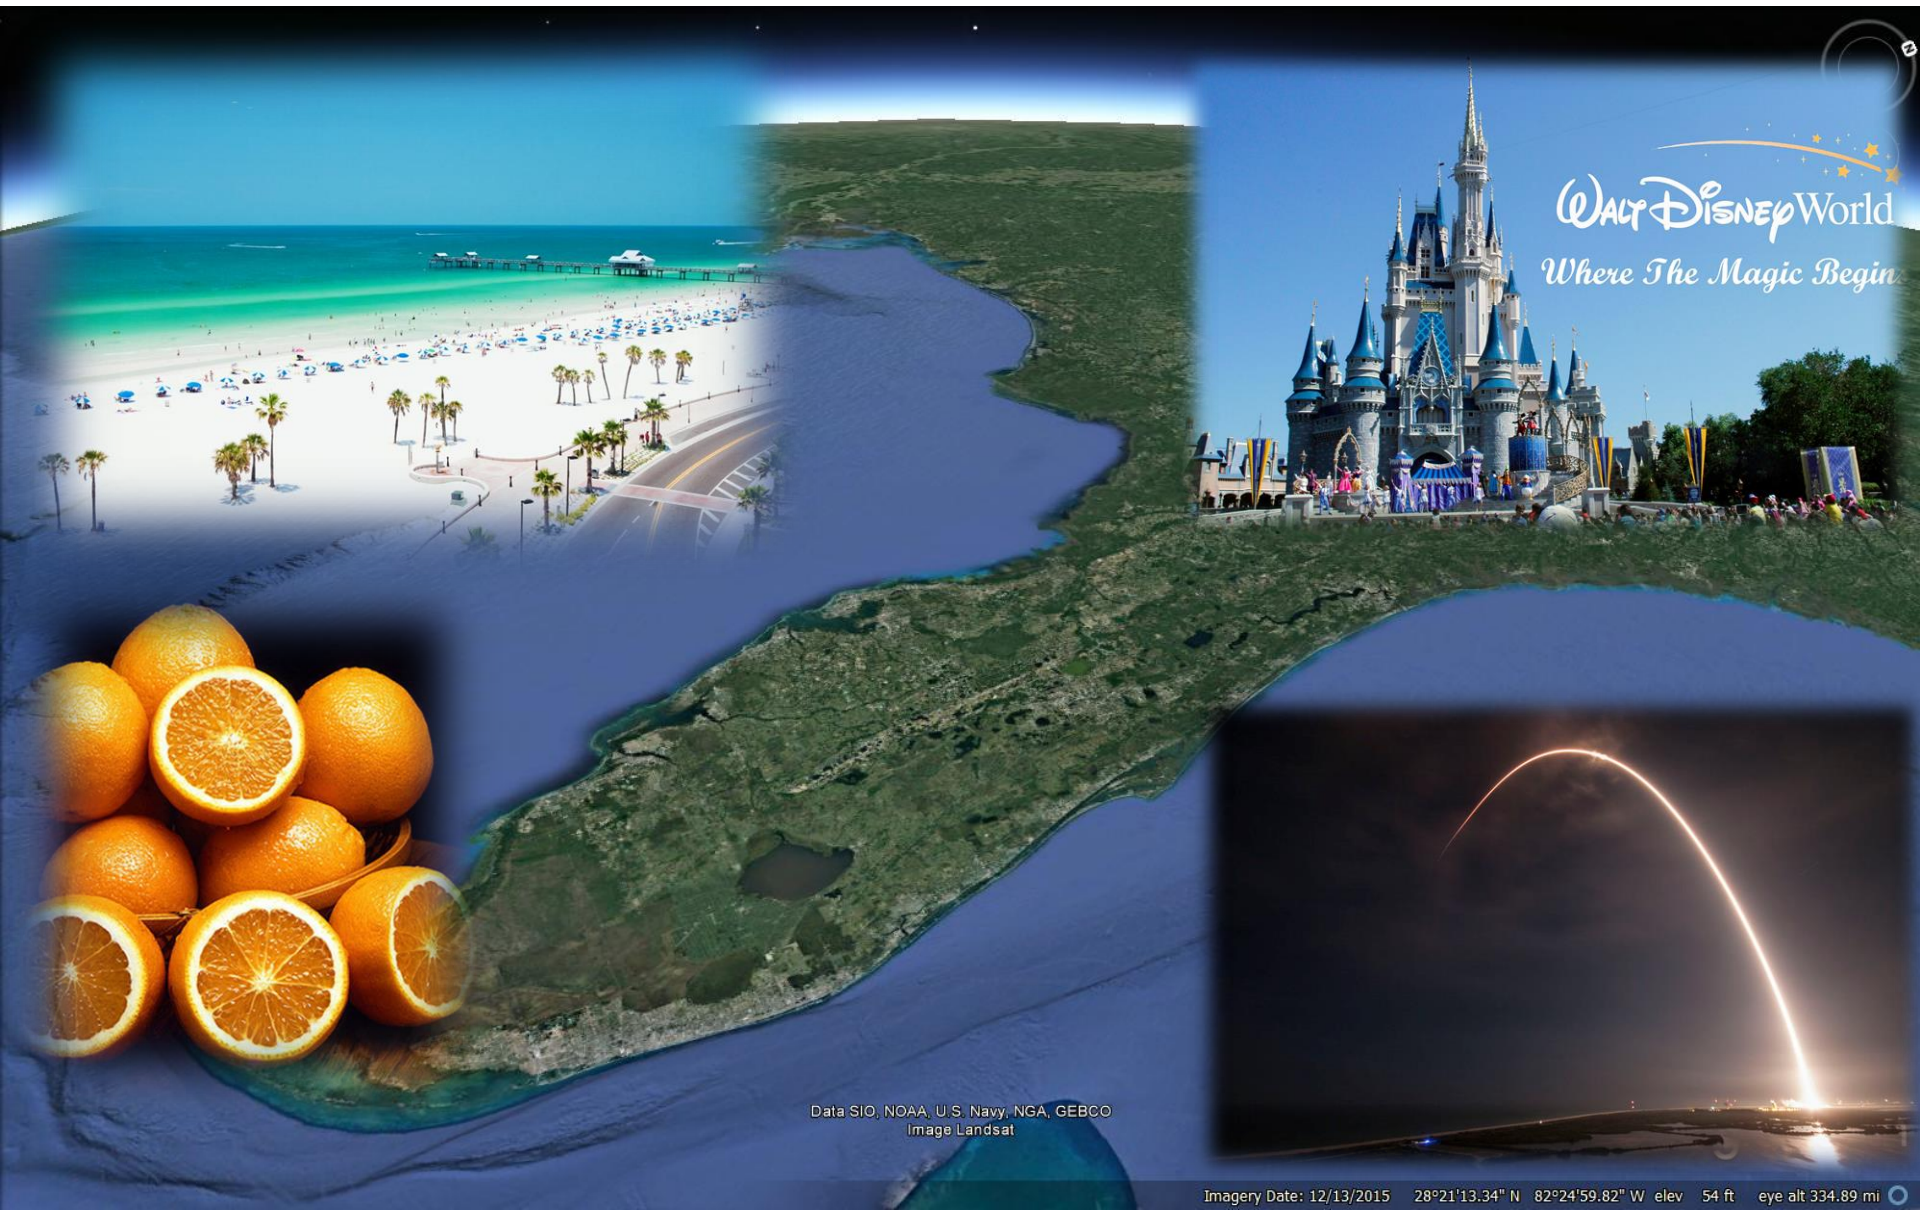 WALT DISNEY World
Where The Magic Begin
Data SIO, NOAA, U.S. Navy, NGA, GEBCO
Image Landsat
Imagery Date: 12/13/2015 28°21'13.34" N 82°24'59.82" W elev 54 ft eye alt 334.89 mi